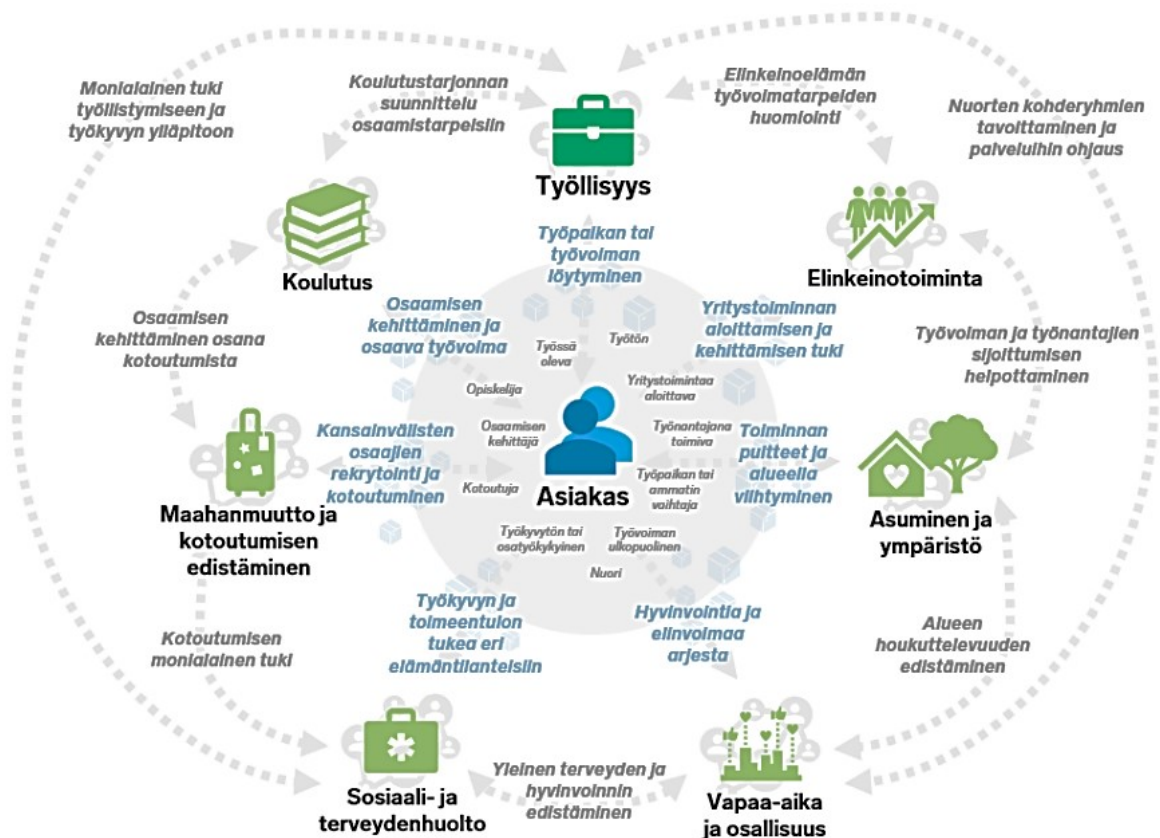 Monialainen tuki
työllistymiseen ja
työkyvyn ylläpitoon
Koulutustarjonnan
suunnittelu
osaamistarpeisiin
Elinkeinoelämän
työvoimatarpeiden
huomiointi
Nuorten kohderyhmien
tavoittaminen ja
palveluihin ohjaus
Työllisyys
Koulutus
Elinkeinotoiminta
Työpaikan tai
työvoiman
löytyminen
Osaamisen
kehittäminen ja
osaava työvoima
Yritystoiminnan
aloittamisen ja
kehittämisen tuki
Osaamisen
kehittäminen osana
kotoutumista
Työvoiman ja työnantajien
sijoittumisen
helpottaminen
Työssä
oleva
Työtön
Opiskelija
Yritystoimintaa
aloittava
Osaamisen
kehittäjä
Työnantajana
toimiva
Kotoutuja
Asiakas
Työpaikan tai
ammatin
vaihtaja
Työkyvytön tai
osatyökykyinen
Työvoiman
ulkopuolinen
Nuori
Kansainvälisten
osaajien
rekrytointi ja
kotoutuminen
Toiminnan
puitteet ja
alueella
viihtyminen
Maahanmuutto ja
kotoutumisen
edistäminen
Asuminen ja
ympäristö
Työkyvyn ja
toimeentulon
tukea eri
elämäntilanteisiin
Hyvinvointia ja
elinvoimaa
arjesta
Kotoutumisen
monialainen tuki
Alueen
houkuttelevuuden
edistäminen
Sosiaali- ja
terveydenhuolto
Yleinen terveyden ja
hyvinvoinnin
edistäminen
Vapaa-aika
ja osallisuus